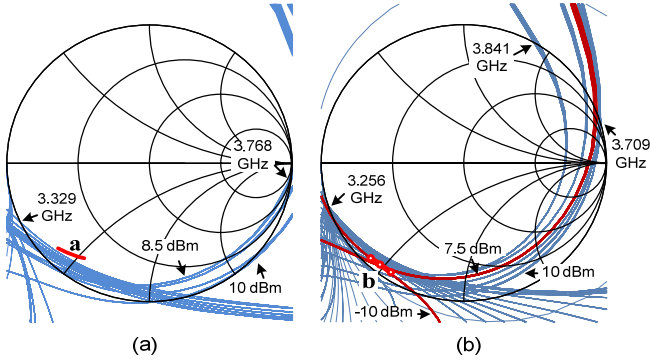 3.768
GHz
3.329
GHz
a
8.5 dBm
10 dBm
(a)
3.841
GHz
3.709
GHz
3.256
GHz
7.5 dBm
b
10 dBm
-10 dBm
(b)